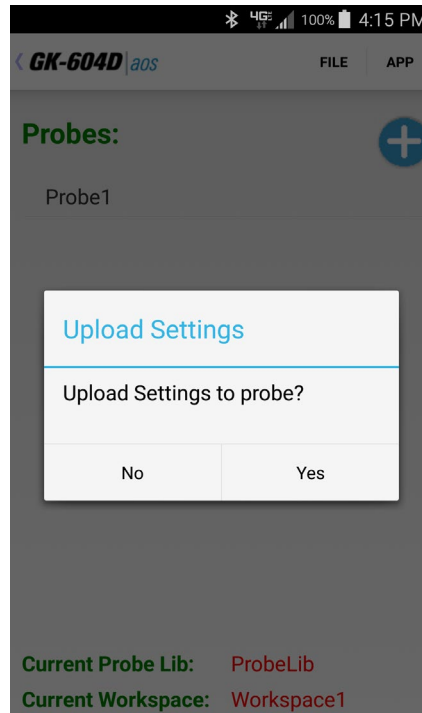 4G 100% 4:15 PM
GK-604D|aos FILE APP
Probes:
Probe1
Upload Settings
Upload Settings to probe?
No Yes
Current Probe Lib: ProbeLib
Current Workspace: Workspace1